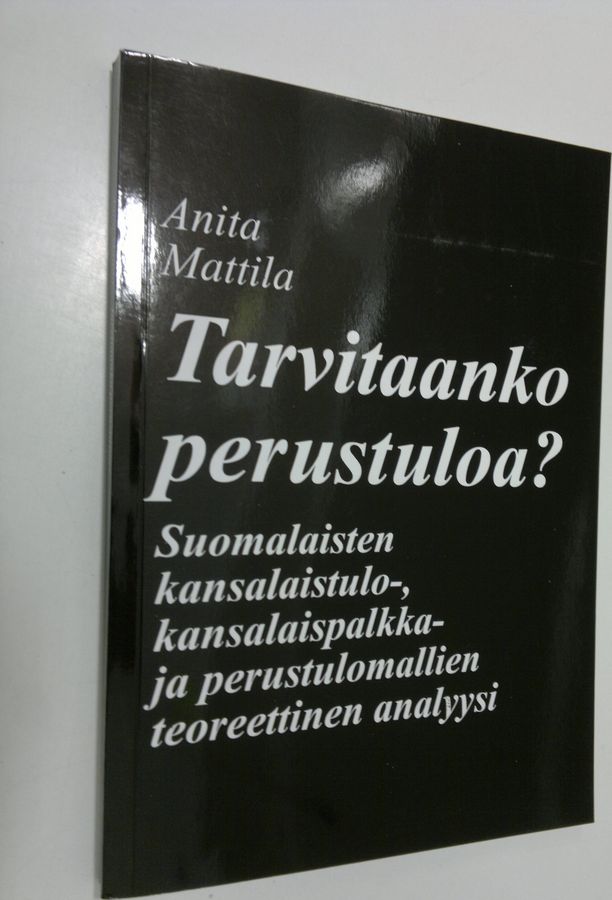 Anita
Mattila
Tarvitaanko
perustuloa?
Suomalaisten
kansalaistulo-,
kansalaispalkka-
ja perustulomallien
teoreettinen analyysi